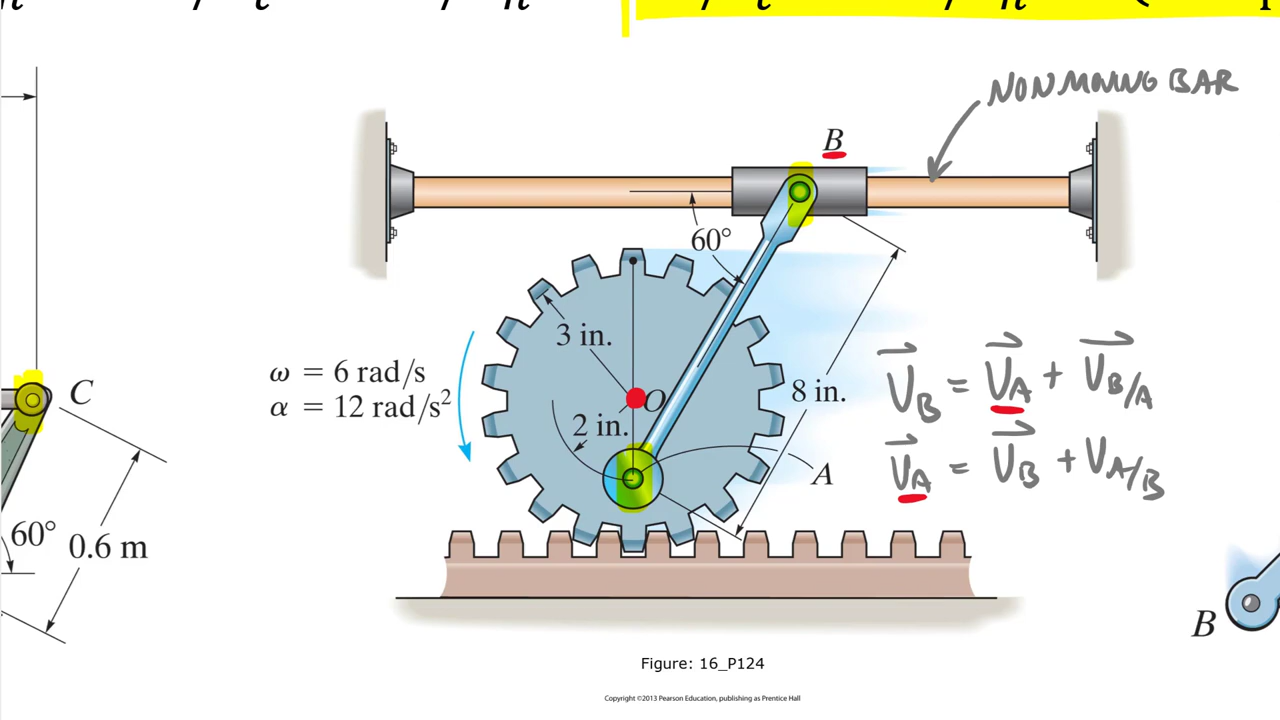 NONMOVING BAR
B
60°
3 in.
ω = 6 rad/s
α = 12 rad/s²
O
2 in.
8 in.
A
C
60°
0.6 m
V_B = V_A + V_B/A
V_A = V_B + V_A/B
B
Figure: 16_P124
Copyright ©2013 Pearson Education, publishing as Prentice Hall